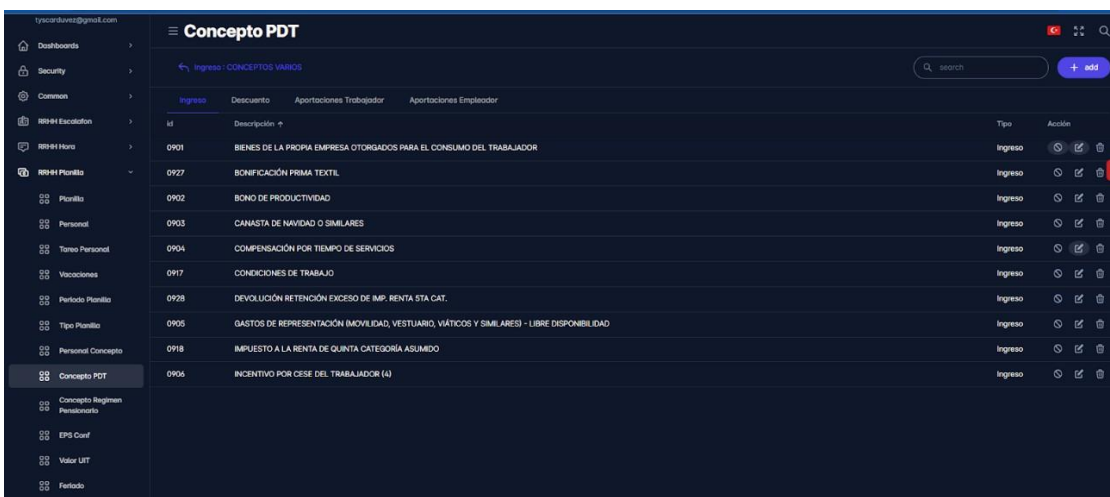 tyscarduvez@gmail.com
Concepto PDT
Dashboards
Security
Common
RRHH Escalafon
RRHH Hora
RRHH Planilla
Planilla
Personal
Tareo Personal
Vacaciones
Periodo Planilla
Tipo Planilla
Personal Concepto
Concepto PDT
Concepto Regimen
Pensionario
EPS Conf
Valor UIT
Feriado
Ingreso : CONCEPTOS VARIOS
search
+ add
Ingreso Descuento Aportaciones Trabajador Aportaciones Empleador
id Descripción ↑ Tipo Acción
0901 BIENES DE LA PROPIA EMPRESA OTORGADOS PARA EL CONSUMO DEL TRABAJADOR Ingreso
0927 BONIFICACIÓN PRIMA TEXTIL Ingreso
0902 BONO DE PRODUCTIVIDAD Ingreso
0903 CANASTA DE NAVIDAD O SIMILARES Ingreso
0904 COMPENSACIÓN POR TIEMPO DE SERVICIOS Ingreso
0917 CONDICIONES DE TRABAJO Ingreso
0928 DEVOLUCIÓN RETENCIÓN EXCESO DE IMP. RENTA 5TA CAT. Ingreso
0905 GASTOS DE REPRESENTACIÓN (MOVILIDAD, VESTUARIO, VIÁTICOS Y SIMILARES) - LIBRE DISPONIBILIDAD Ingreso
0918 IMPUESTO A LA RENTA DE QUINTA CATEGORÍA ASUMIDO Ingreso
0906 INCENTIVO POR CESE DEL TRABAJADOR (4) Ingreso